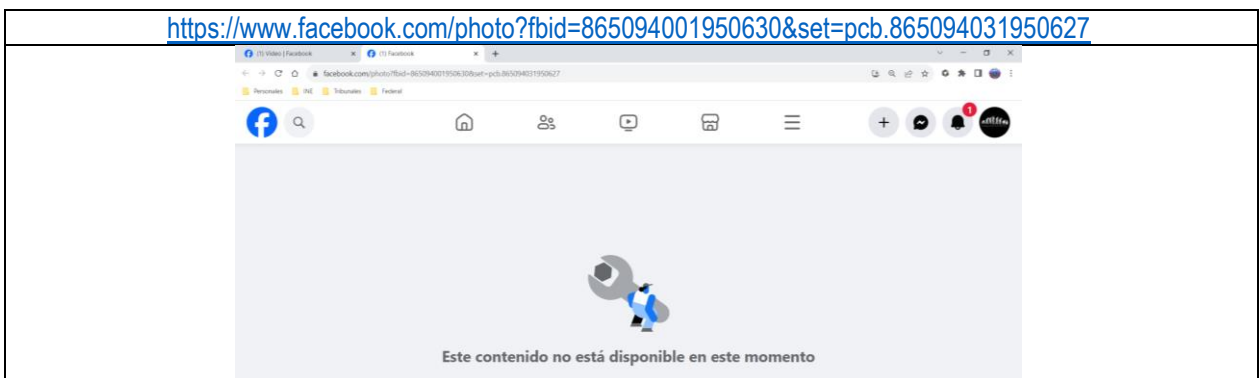 https://www.facebook.com/photo?fbid=865094001950630&set=pcb.865094031950627
(1) Video | Facebook
(1) Facebook
facebook.com/photo?fbid=865094001950630&set=pcb.865094031950627
Personales INE Tribunales Federal
1
Este contenido no está disponible en este momento